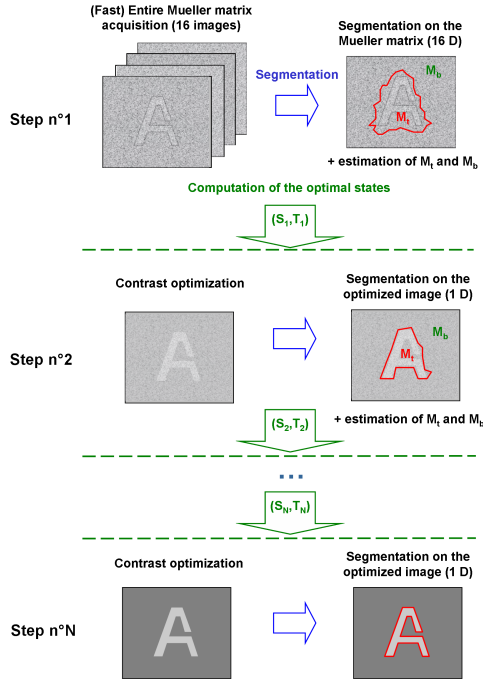 (Fast) Entire Mueller matrix
acquisition (16 images)
Segmentation on the
Mueller matrix (16 D)
Segmentation
M_b
M_t
Step n°1
+ estimation of M_t and M_b
Computation of the optimal states
(S_1,T_1)
Contrast optimization
Segmentation on the
optimized image (1 D)
M_b
M_t
Step n°2
+ estimation of M_t and M_b
(S_2,T_2)
...
(S_N,T_N)
Contrast optimization
Segmentation on the
optimized image (1 D)
Step n°N